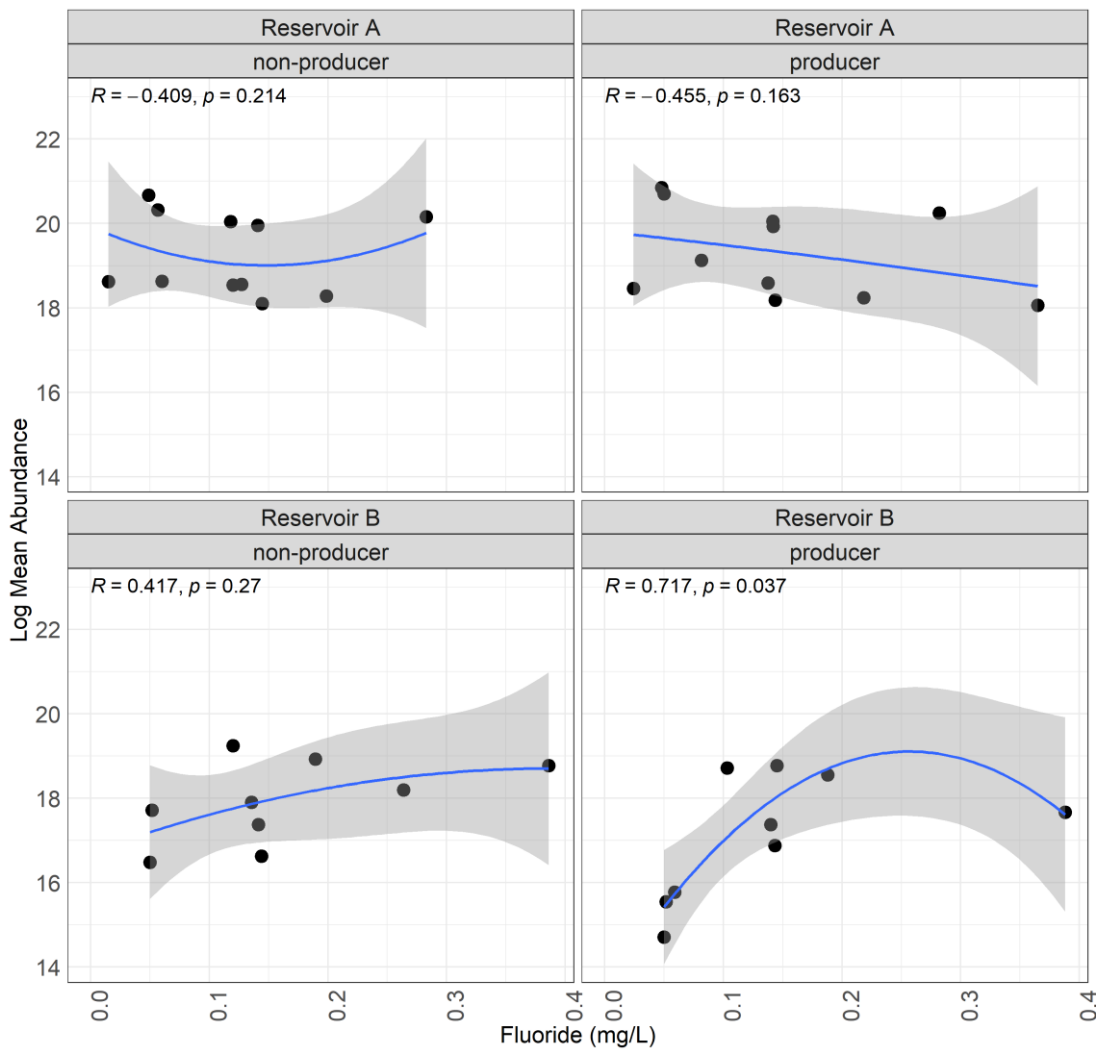 Reservoir A
non-producer
R = −0.409, p = 0.214
Reservoir A
producer
R = −0.455, p = 0.163
22
20
18
16
14
Log Mean Abundance
Reservoir B
non-producer
R = 0.417, p = 0.27
Reservoir B
producer
R = 0.717, p = 0.037
22
20
18
16
14
0.0
0.1
0.2
0.3
0.4
0.0
0.1
0.2
0.3
0.4
Fluoride (mg/L)